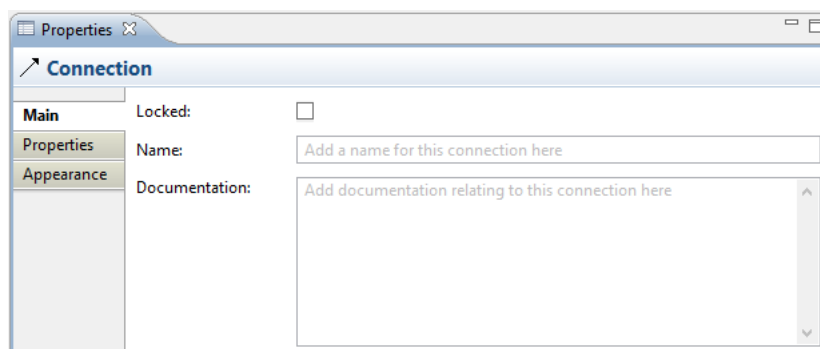 Properties
Connection
Main
Locked:
Properties
Name:
Add a name for this connection here
Appearance
Documentation:
Add documentation relating to this connection here